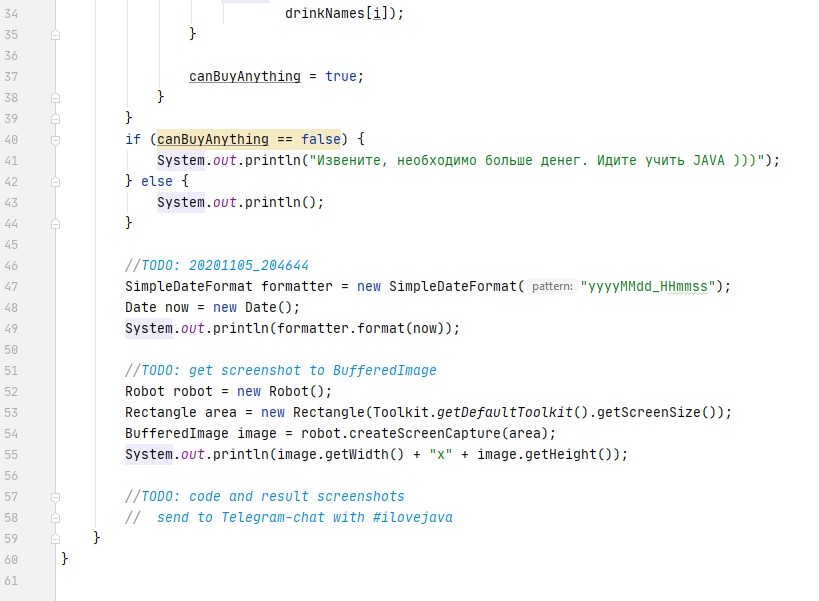 34 drinkNames[i]);
35 }
36
37 canBuyAnything = true;
38 }
39 }
40 if (canBuyAnything == false) {
41 System.out.println("Извените, необходимо больше денег. Идите учить JAVA )))");
42 } else {
43 System.out.println();
44 }
45
46 //TODO: 20201105_204644
47 SimpleDateFormat formatter = new SimpleDateFormat( pattern: "yyyyMMdd_HHmmss");
48 Date now = new Date();
49 System.out.println(formatter.format(now));
50
51 //TODO: get screenshot to BufferedImage
52 Robot robot = new Robot();
53 Rectangle area = new Rectangle(Toolkit.getDefaultToolkit().getScreenSize());
54 BufferedImage image = robot.createScreenCapture(area);
55 System.out.println(image.getWidth() + "x" + image.getHeight());
56
57 //TODO: code and result screenshots
58 // send to Telegram-chat with #ilovejava
59 }
60 }
61